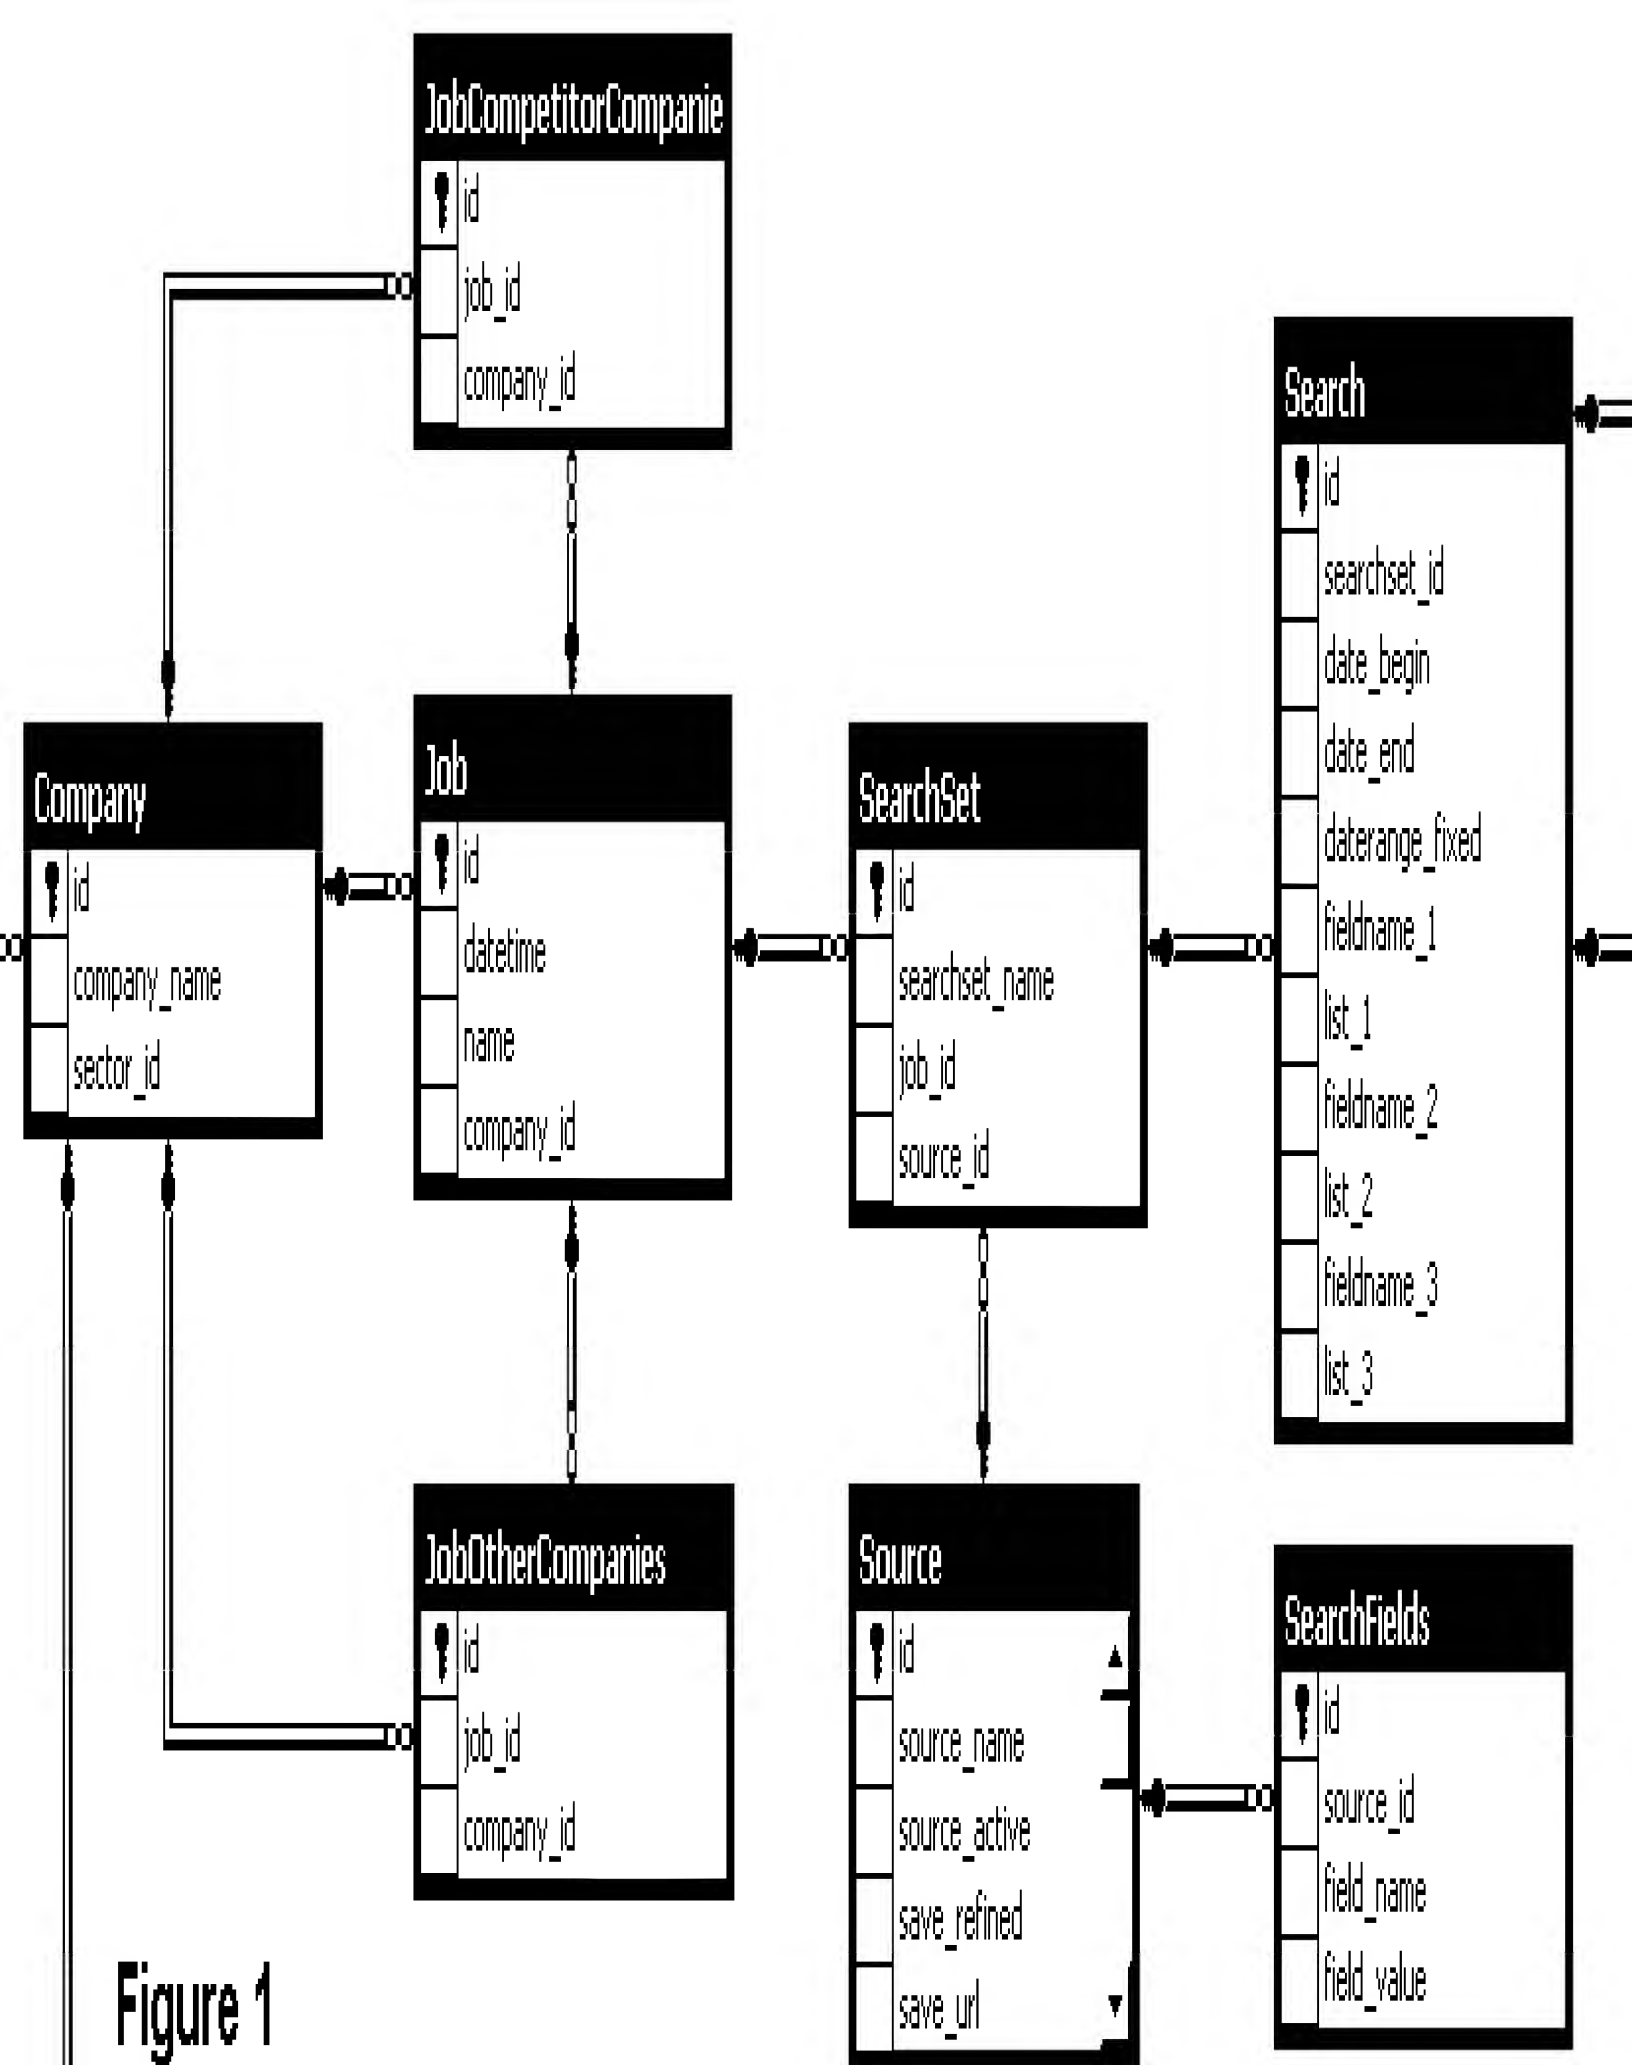 JobCompetitorCompanie
id
job_id
company_id
Company
id
company_name
sector_id
Job
id
datetime
name
company_id
SearchSet
id
searchset_name
job_id
source_id
Search
id
searchset_id
date_begin
date_end
daterange_fixed
fieldname_1
list_1
fieldname_2
list_2
fieldname_3
list_3
JobOtherCompanies
id
job_id
company_id
Source
id
source_name
source_active
save_refined
save_url
SearchFields
id
source_id
field_name
field_value
Figure 1